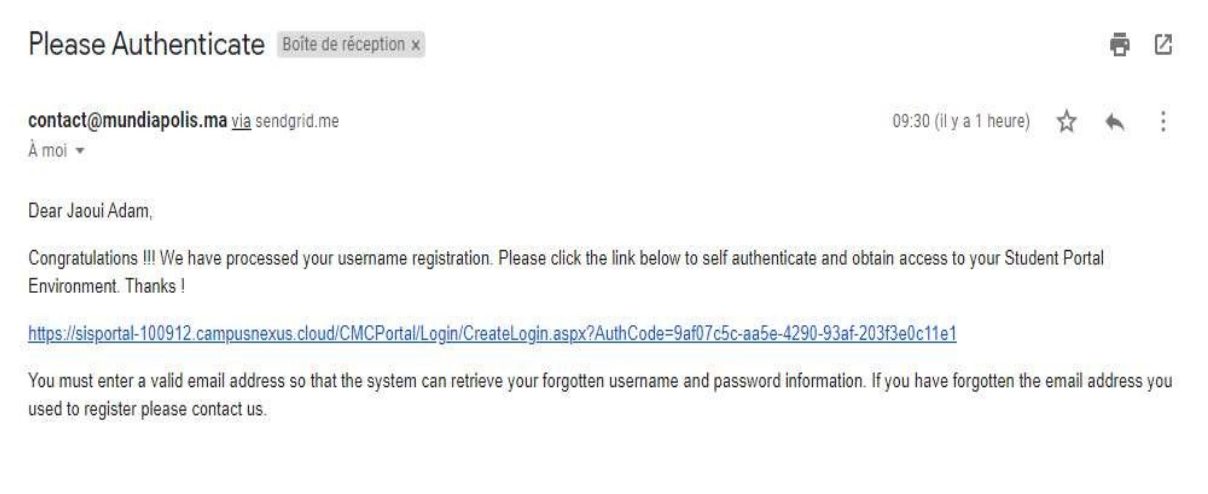 Please Authenticate Boîte de réception x
contact@mundiapolis.ma via sendgrid.me 09:30 (il y a 1 heure)
À moi
Dear Jaoui Adam,
Congratulations !!! We have processed your username registration. Please click the link below to self authenticate and obtain access to your Student Portal
Environment. Thanks !
https://sisportal-100912.campusnexus.cloud/CMCPortal/Login/CreateLogin.aspx?AuthCode=9af07c5c-aa5e-4290-93af-203f3e0c11e1
You must enter a valid email address so that the system can retrieve your forgotten username and password information. If you have forgotten the email address you
used to register please contact us.